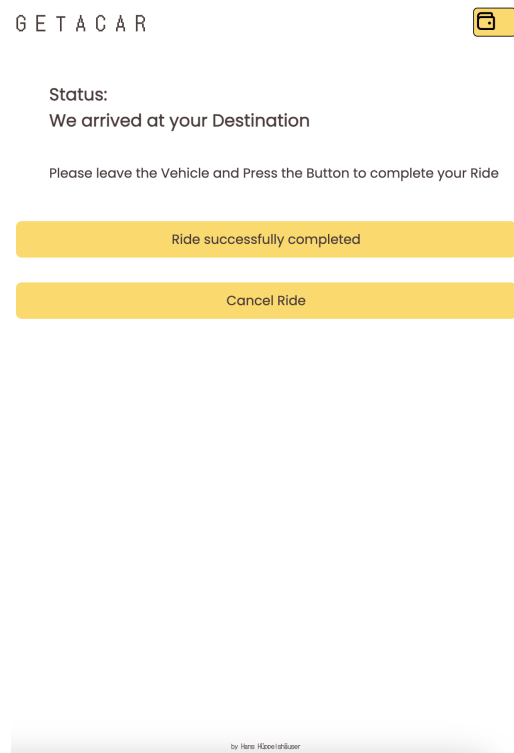 GETACAR
Status:
We arrived at your Destination
Please leave the Vehicle and Press the Button to complete your Ride
Ride successfully completed
Cancel Ride
by Hans Hüppelshäuser